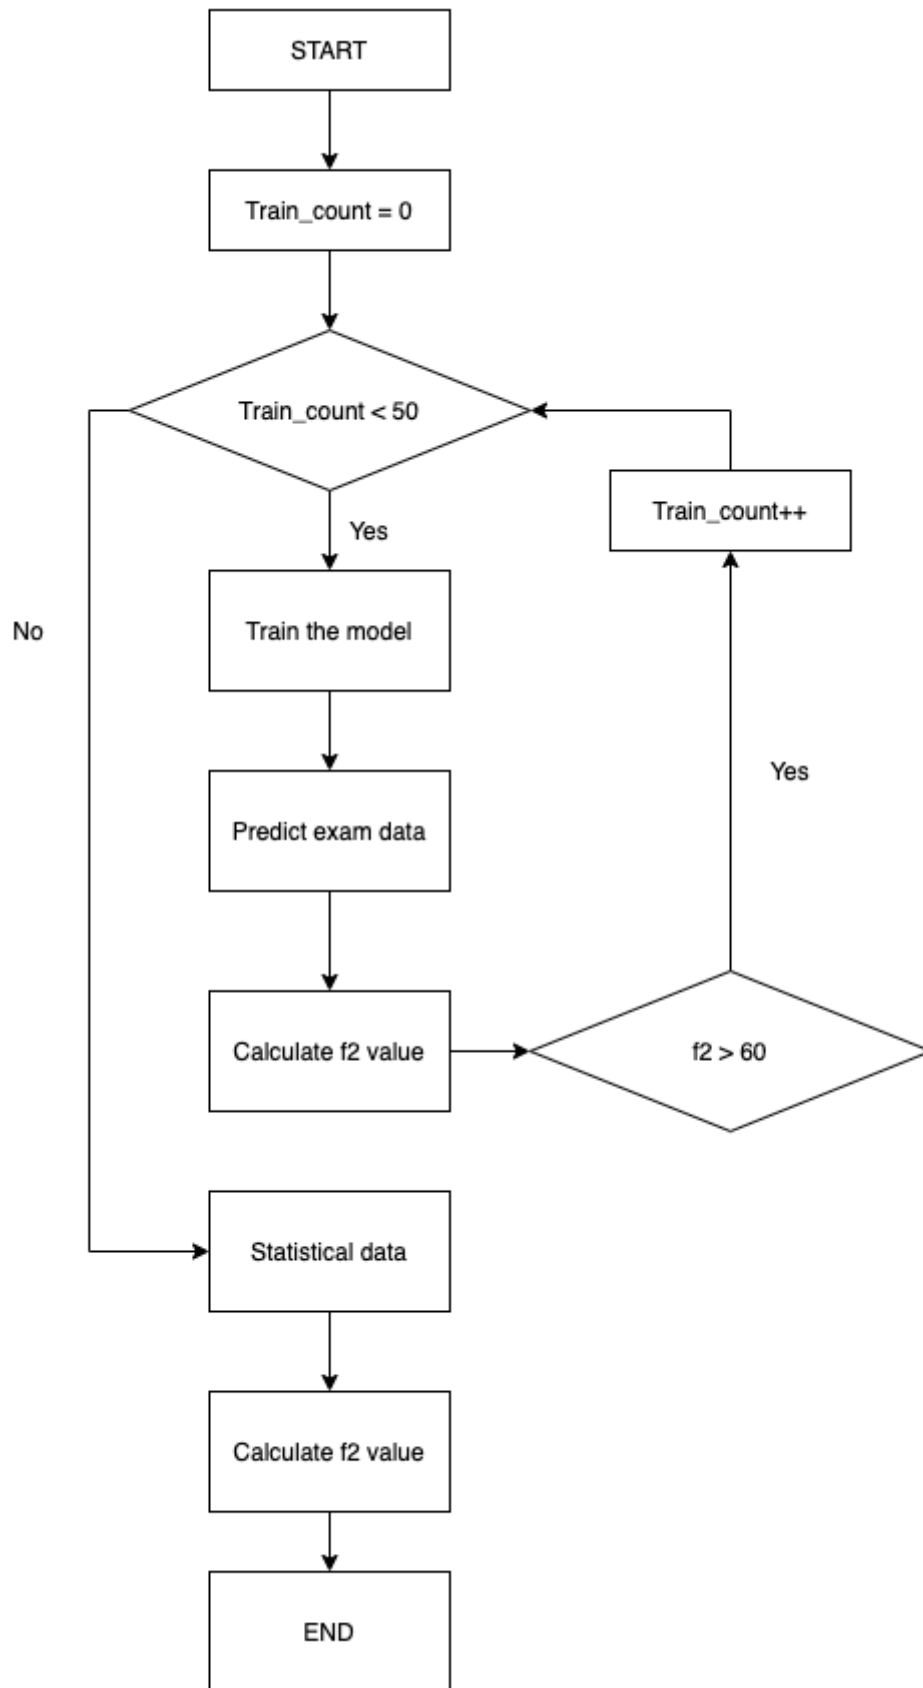 START
Train_count = 0
Train_count < 50
Train_count++
Yes
Train the model
No
Yes
Predict exam data
Calculate f2 value
f2 > 60
Statistical data
Calculate f2 value
END